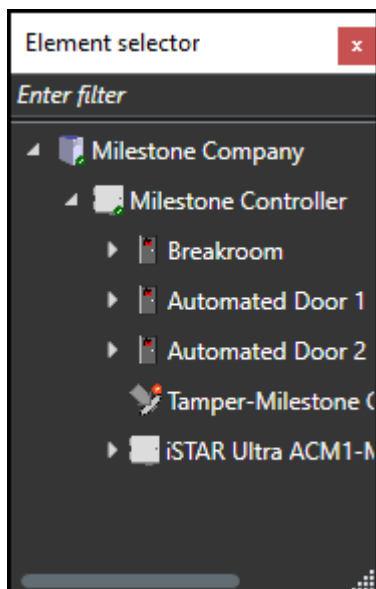 Element selector
x
Enter filter
Milestone Company
Milestone Controller
Breakroom
Automated Door 1
Automated Door 2
Tamper-Milestone
iSTAR Ultra ACM1-